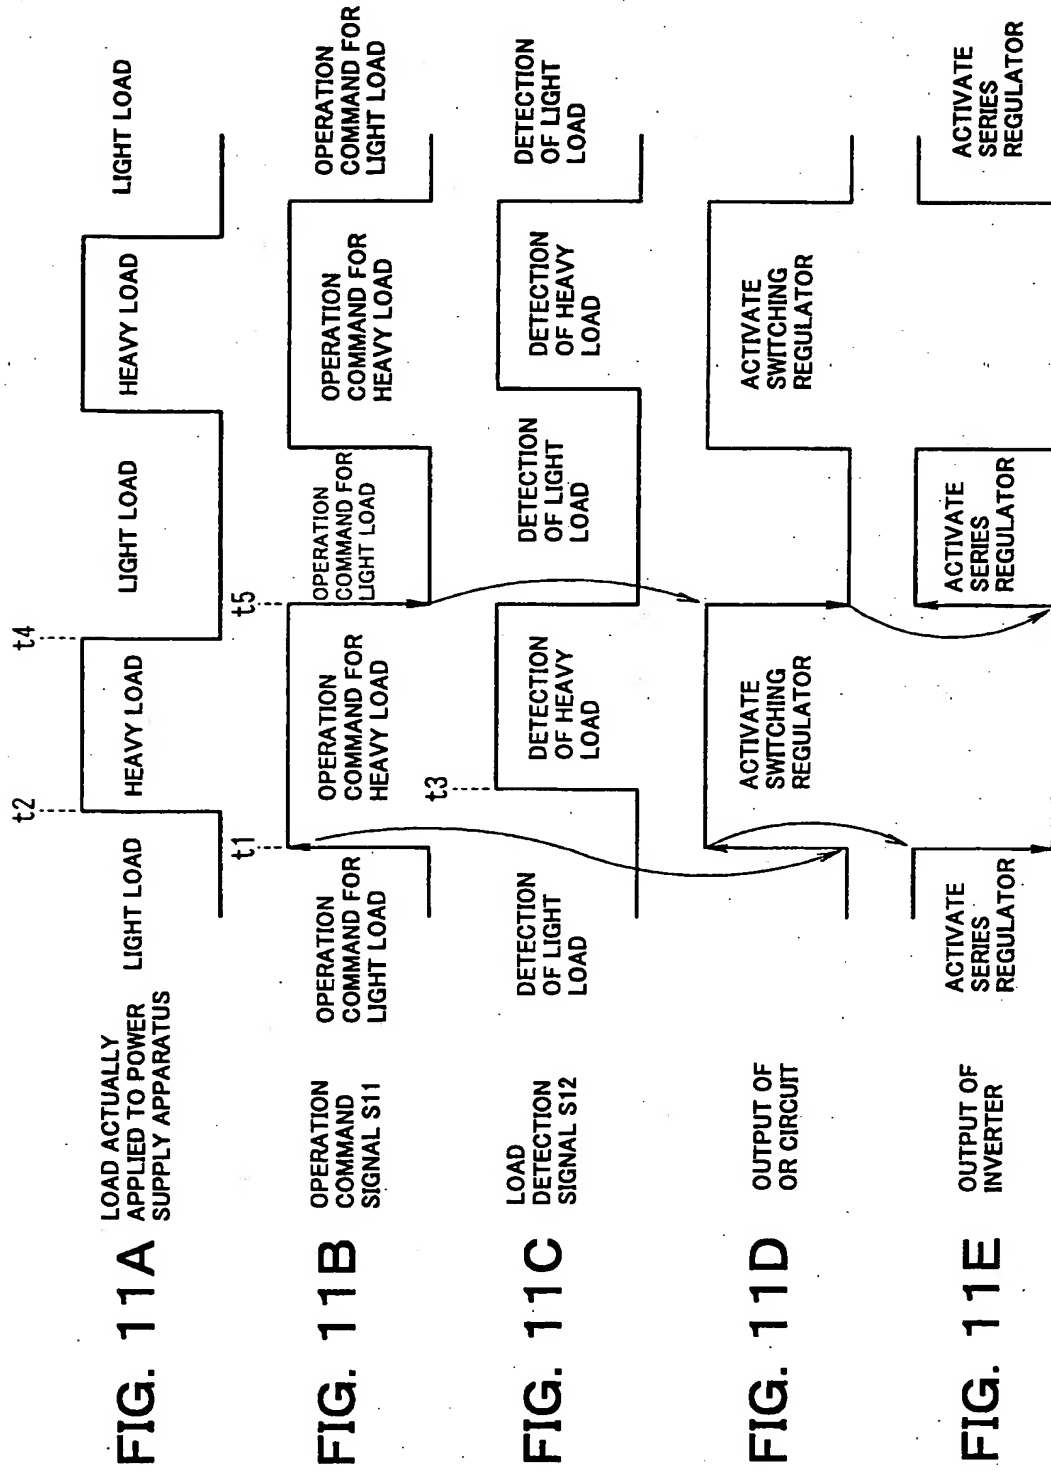 FIG. 11A
LOAD ACTUALLY
APPLIED TO POWER
SUPPLY APPARATUS
LIGHT LOAD
t2
HEAVY LOAD
t4
LIGHT LOAD
HEAVY LOAD
LIGHT LOAD
FIG. 11B
OPERATION
COMMAND
SIGNAL S11
OPERATION
COMMAND FOR
LIGHT LOAD
t1
OPERATION
COMMAND FOR
HEAVY LOAD
t5
OPERATION
COMMAND FOR
LIGHT LOAD
OPERATION
COMMAND FOR
HEAVY LOAD
OPERATION
COMMAND FOR
LIGHT LOAD
FIG. 11C
LOAD
DETECTION
SIGNAL S12
DETECTION
OF LIGHT
LOAD
t3
DETECTION
OF HEAVY
LOAD
DETECTION
OF LIGHT
LOAD
DETECTION
OF HEAVY
LOAD
DETECTION
OF LIGHT
LOAD
FIG. 11D
OUTPUT OF
OR CIRCUIT
ACTIVATE
SWITCHING
REGULATOR
ACTIVATE
SWITCHING
REGULATOR
FIG. 11E
OUTPUT OF
INVERTER
ACTIVATE
SERIES
REGULATOR
ACTIVATE
SERIES
REGULATOR
ACTIVATE
SERIES
REGULATOR